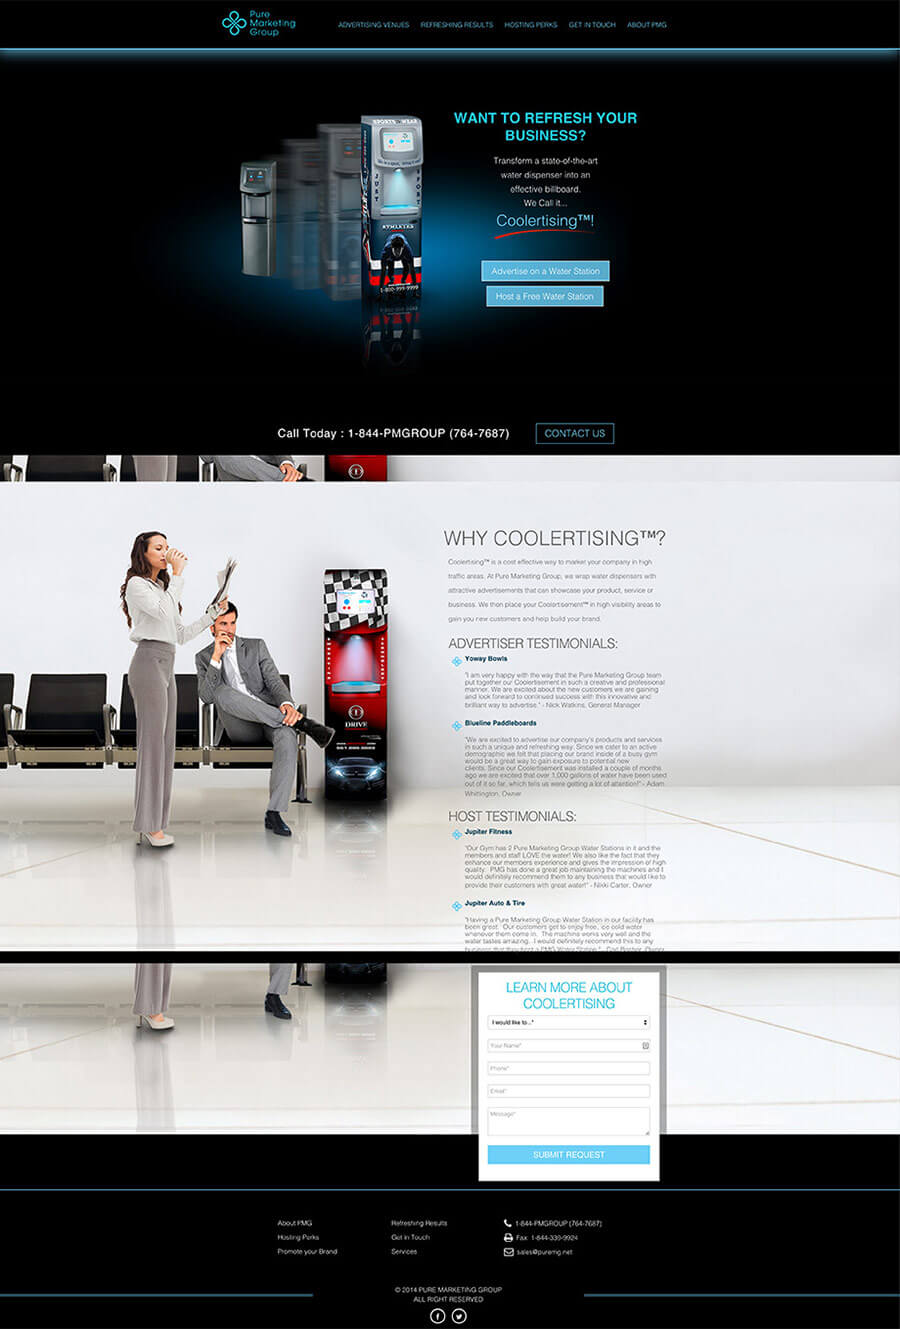 Pure
Marketing
Group
ADVERTISING VENUES REFRESHING RESULTS HOSTING PERKS GET IN TOUCH ABOUT PMG
WANT TO REFRESH YOUR
BUSINESS?
Transform a state-of-the-art
water dispenser into an
effective billboard.
We Call it...
Coolertising™!
Advertise on a Water Station
Host a Free Water Station
SPORTS WEAR
JUST
SPORT
ATHLETES
1-800-999-9999
Call Today : 1-844-PMGROUP (764-7687)
CONTACT US
WHY COOLERTISING™?
Coolertising™ is a cost effective way to market your company in high
traffic areas. At Pure Marketing Group, we wrap water dispensers with
attractive advertisements that can showcase your product, service or
business. We then place your Coolertisement™ in high visibility areas to
gain you new customers and help build your brand.
ADVERTISER TESTIMONIALS:
Yoway Bowls
"I am very happy with the way that the Pure Marketing Group team
put together our Coolertisement in such a creative and professional
manner. We are excited about the new customers we are gaining
and look forward to continued success with this innovative and
brilliant way to advertise." - Nick Watkins, General Manager
Blueline Paddleboards
"We are excited to advertise our company's products and services
in such a unique and refreshing way. Since we cater to an active
demographic we felt that placing our brand inside of a busy gym
would be a great way to gain exposure to potential new
clients. Since our Coolertisement was installed a couple of months
ago we are excited that over 1,000 gallons of water have been used
out of it so far, which tells us were getting a lot of attention!" - Adam
Whittington, Owner
DRIVE
HOST TESTIMONIALS:
Jupiter Fitness
"Our Gym has 2 Pure Marketing Group Water Stations in it and the
members and staff LOVE the water! We also like the fact that they
enhance our members experience and gives the impression of high
quality. PMG has done a great job maintaining the machines and I
would definitely recommend them to any business that would like to
provide their customers with great water!" - Nikki Carter, Owner
Jupiter Auto & Tire
"Having a Pure Marketing Group Water Station in our facility has
been great. Our customers get to enjoy free, ice cold water
whenever them come in. The machine works very well and the
water tastes amazing. I would definitely recommend this to any
business that they host a PMG Water Station."
LEARN MORE ABOUT
COOLERTISING
I would like to...*
Your Name*
Phone*
Email*
Message*
SUBMIT REQUEST
About PMG
Hosting Perks
Promote your Brand
Refreshing Results
Get in Touch
Services
1-844-PMGROUP (764-7687)
Fax: 1-844-339-9924
sales@puremg.net
© 2014 PURE MARKETING GROUP
ALL RIGHT RESERVED